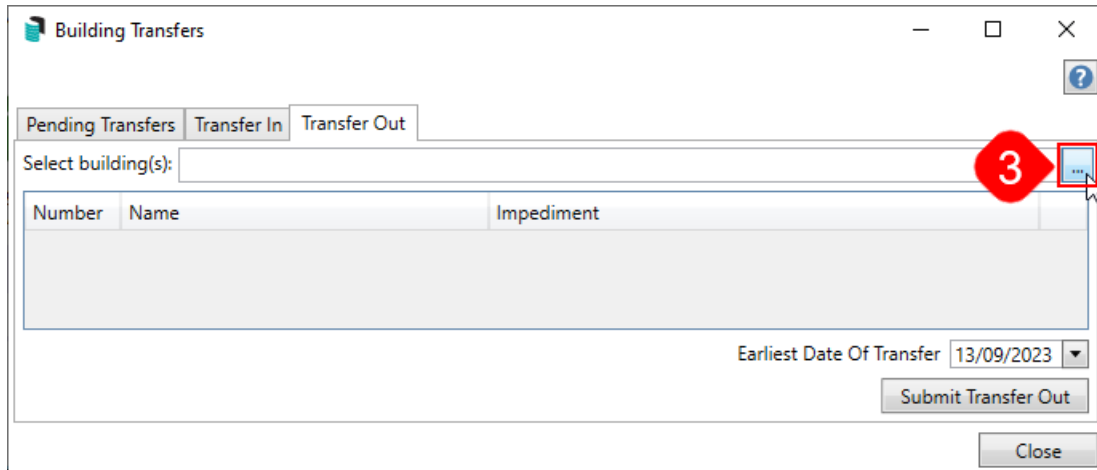 Building Transfers
?
Pending Transfers Transfer In Transfer Out
Select building(s): 3 ...
Number Name Impediment
Earliest Date Of Transfer 13/09/2023
Submit Transfer Out
Close